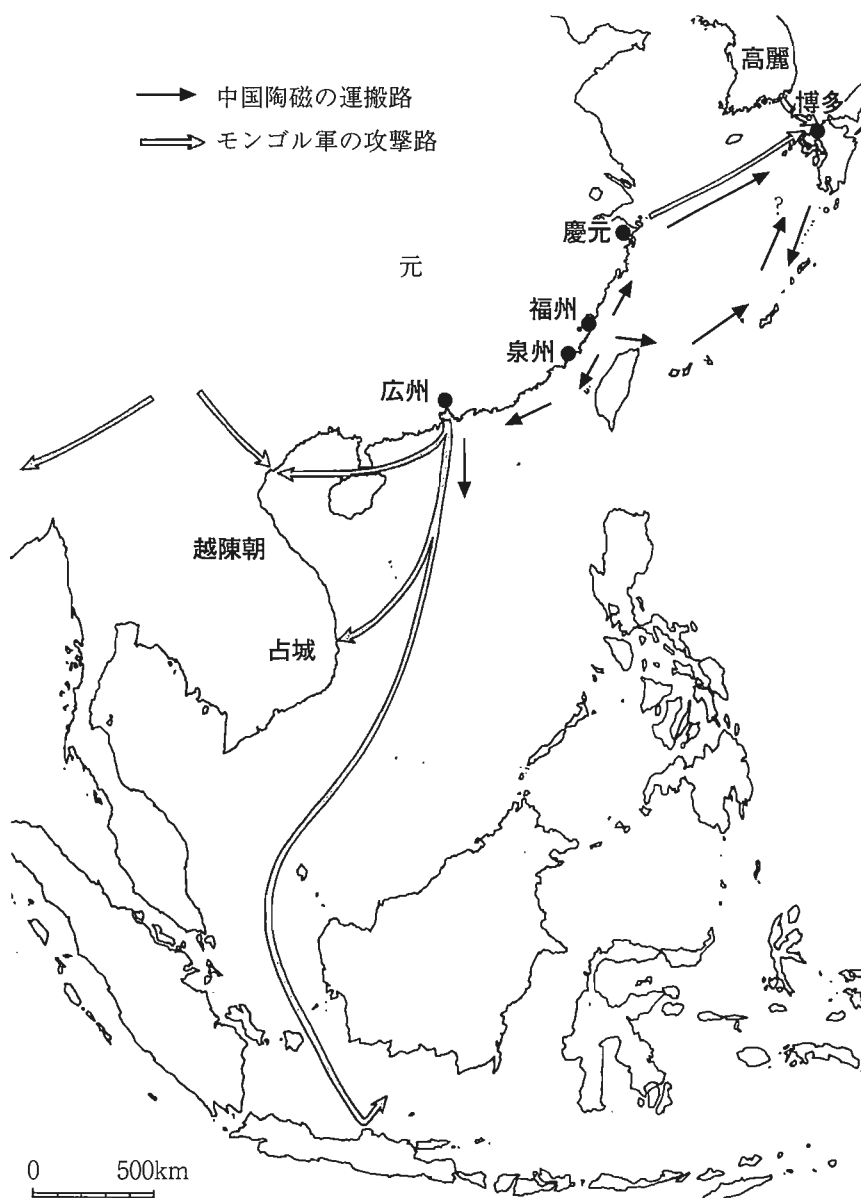 高麗
中国陶磁の運搬路
博多
モンゴル軍の攻撃路
?
慶元
元
福州
泉州
広州
越陳朝
占城
0 500km